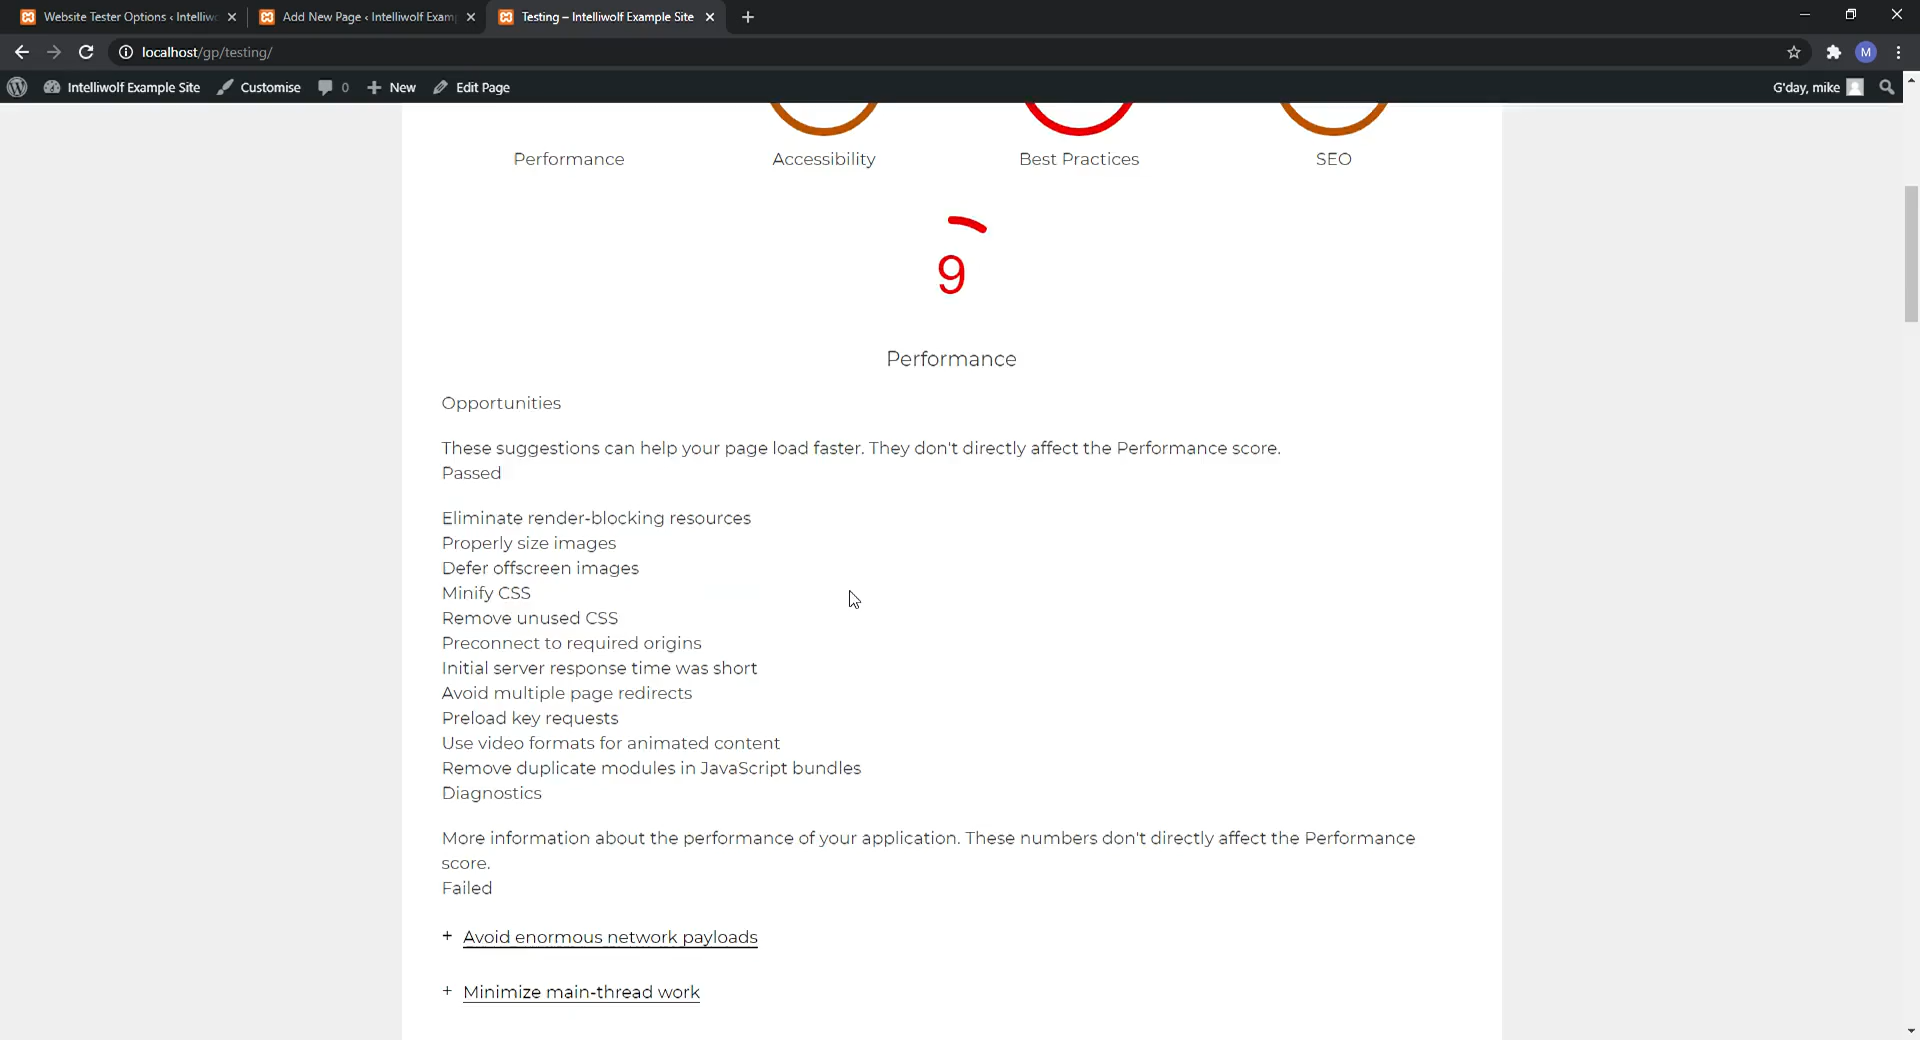 Website Tester Options ‹ Intelliw
Add New Page ‹ Intelliwolf Exam
Testing – Intelliwolf Example Site
localhost/gp/testing/
M
Intelliwolf Example Site
Customise
0
New
Edit Page
G'day, mike
Performance
Accessibility
Best Practices
SEO
9
Performance
Opportunities
These suggestions can help your page load faster. They don't directly affect the Performance score.
Passed
Eliminate render-blocking resources
Properly size images
Defer offscreen images
Minify CSS
Remove unused CSS
Preconnect to required origins
Initial server response time was short
Avoid multiple page redirects
Preload key requests
Use video formats for animated content
Remove duplicate modules in JavaScript bundles
Diagnostics
More information about the performance of your application. These numbers don't directly affect the Performance
score.
Failed
+ Avoid enormous network payloads
+ Minimize main-thread work